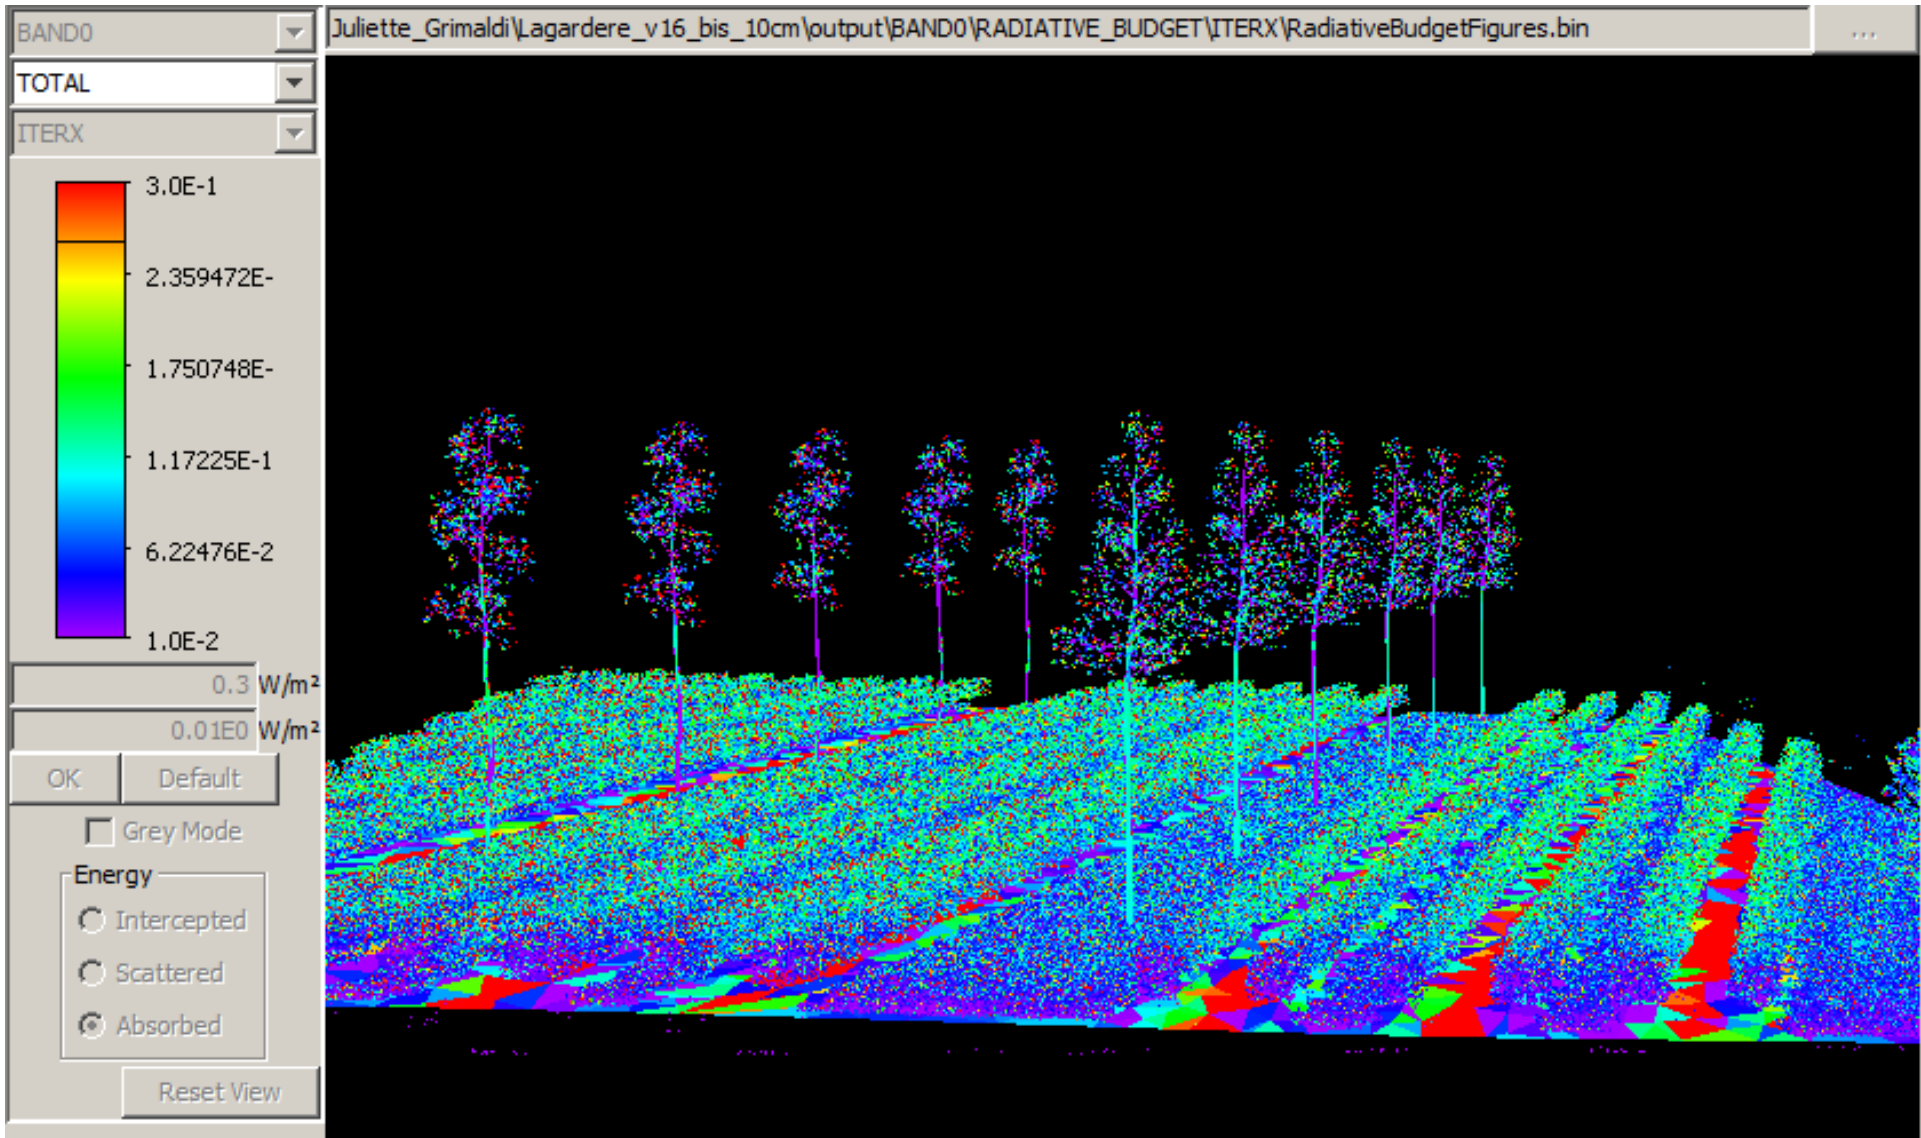 BAND0
Juliette_Grimaldi\Lagardere_v16_bis_10cm\output\BAND0\RADIATIVE_BUDGET\ITERX\RadiativeBudgetFigures.bin
...
TOTAL
ITERX
3.0E-1
2.359472E-
1.750748E-
1.17225E-1
6.22476E-2
1.0E-2
0.3 W/m²
0.01E0 W/m²
OK Default
Grey Mode
Energy
Intercepted
Scattered
Absorbed
Reset View